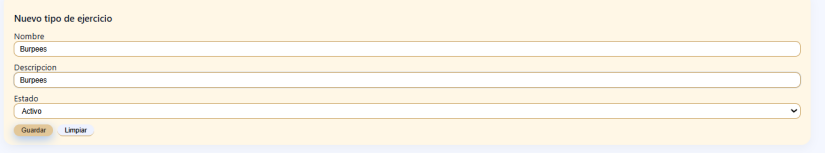 Nuevo tipo de ejercicio
Nombre
Burpees
Descripcion
Burpees
Estado
Activo
Guardar Limpiar